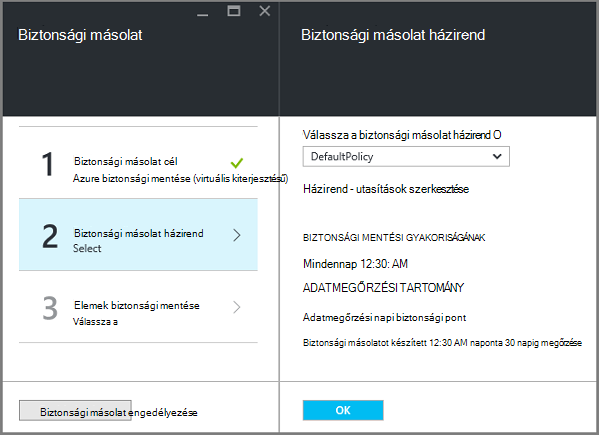 Biztonsági másolat
1
Biztonsági másolat cél
Azure biztonsági mentése (virtuális kiterjesztésű)
2
Biztonsági másolat házirend
Select
3
Elemek biztonsági mentése
Válassza a
Biztonsági másolat engedélyezése
Biztonsági másolat házirend
Válassza a biztonsági másolat házirend O
DefaultPolicy
Házirend - utasítások szerkesztése
BIZTONSÁGI MENTÉSI GYAKORISÁGÁNAK
Mindennap 12:30: AM
ADATMEGŐRZÉSI TARTOMÁNY
Adatmegőrzési napi biztonsági pont
Biztonsági másolatot készített 12:30 AM naponta 30 napig megőzése
OK